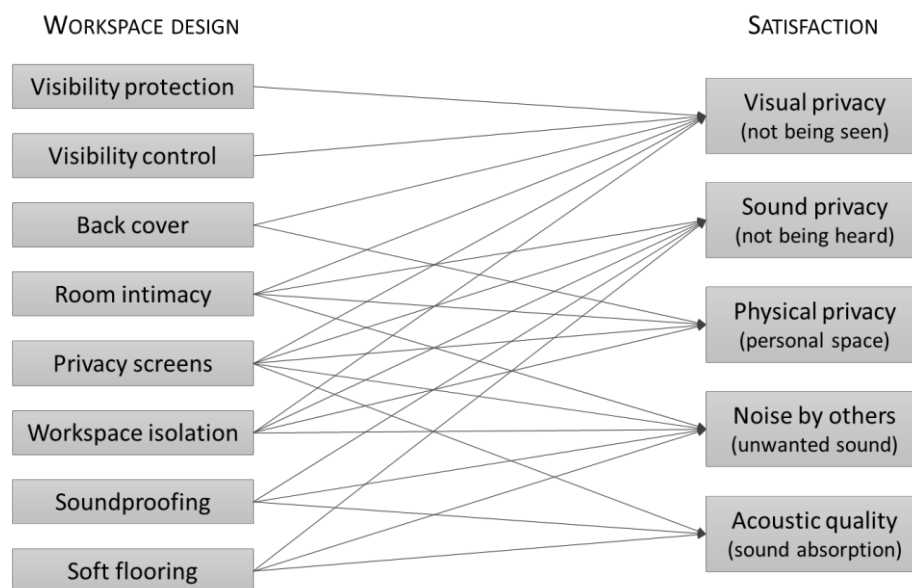 WORKSPACE DESIGN
Visibility protection
Visibility control
Back cover
Room intimacy
Privacy screens
Workspace isolation
Soundproofing
Soft flooring
SATISFACTION
Visual privacy
(not being seen)
Sound privacy
(not being heard)
Physical privacy
(personal space)
Noise by others
(unwanted sound)
Acoustic quality
(sound absorption)